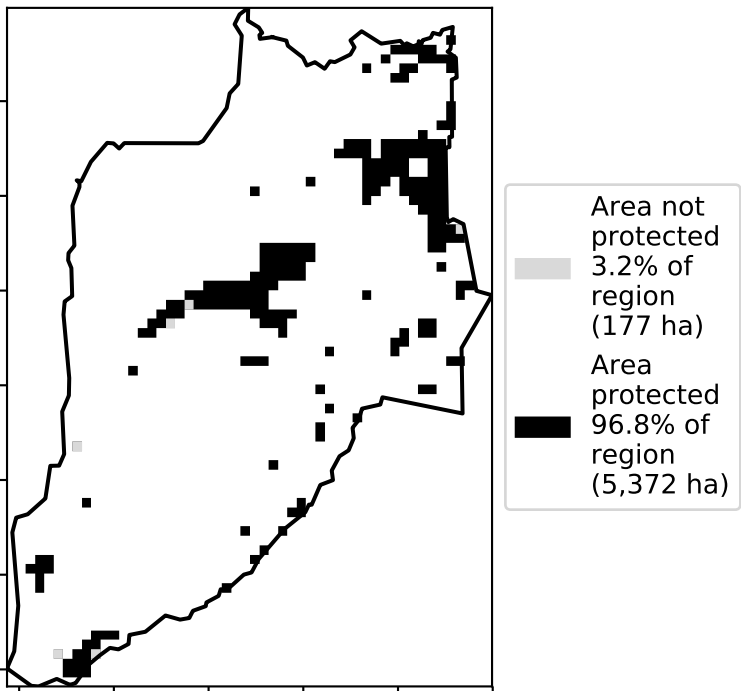 Area not
protected
3.2% of
region
(177 ha)
Area
protected
96.8% of
region
(5,372 ha)